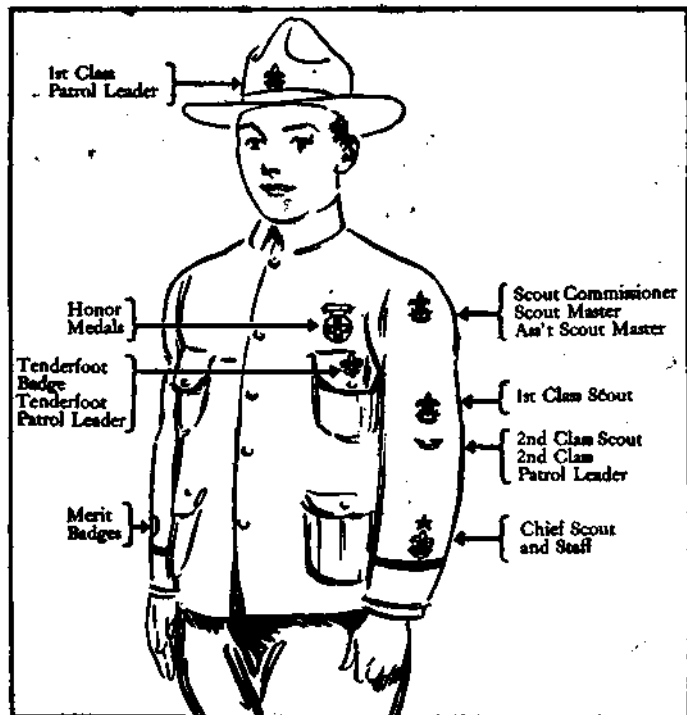 1st Class
Patrol Leader
Honor
Medals
Tenderfoot
Badge
Tenderfoot
Patrol Leader
Merit
Badges
Scout Commissioner
Scout Master
Ass't Scout Master
1st Class Scout
2nd Class Scout
2nd Class
Patrol Leader
Chief Scout
and Staff